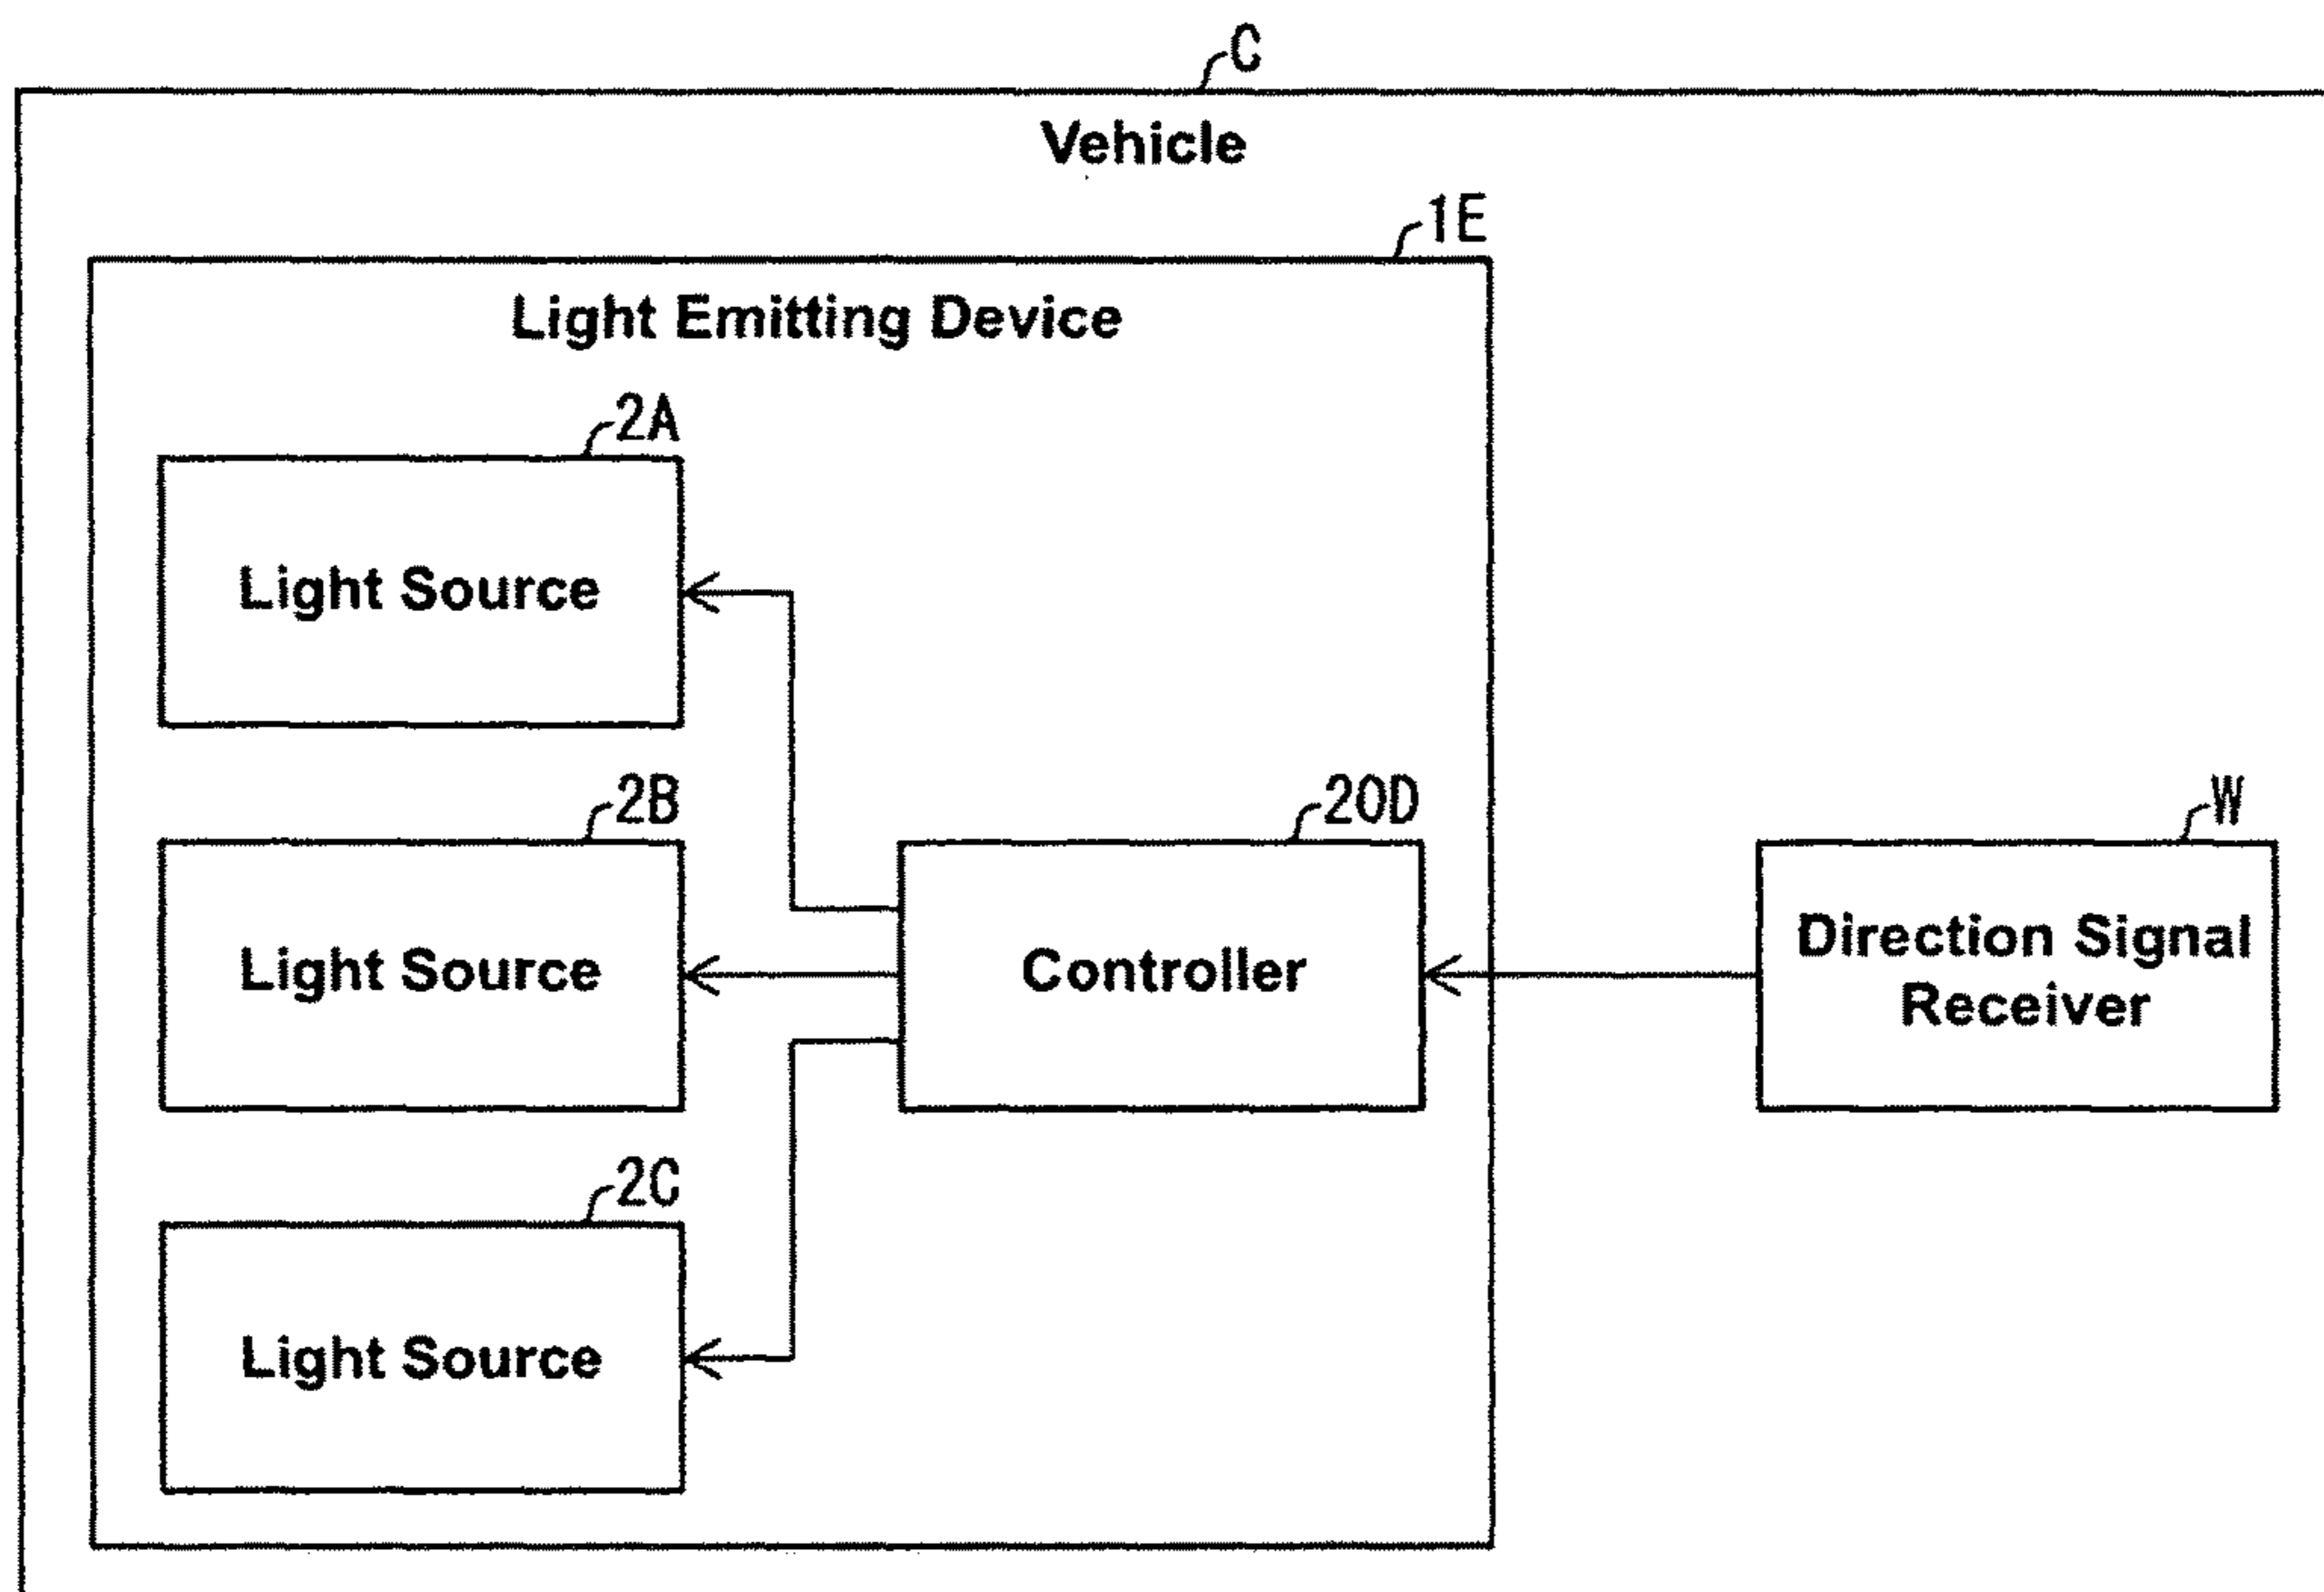 C
Vehicle
1E
Light Emitting Device
2A
Light Source
2B
Light Source
20D
Controller
W
Direction Signal
Receiver
2C
Light Source